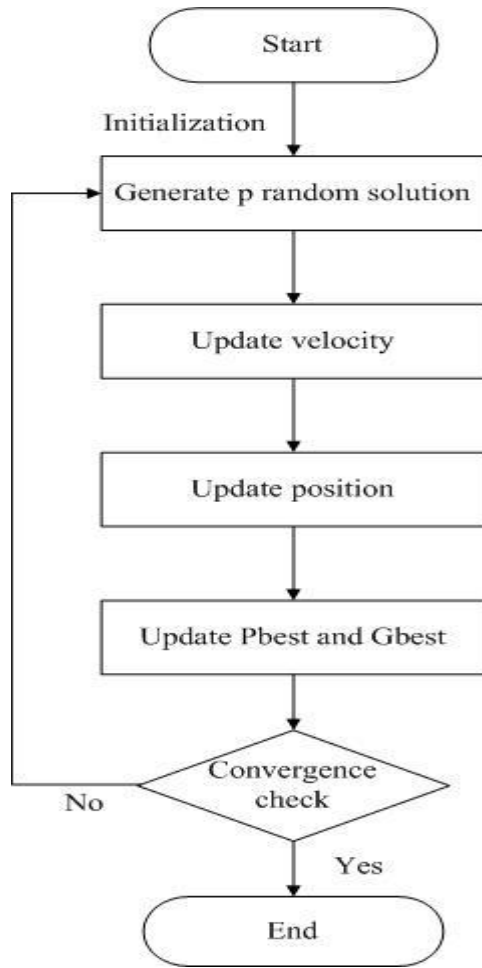 Start
Initialization
Generate p random solution
Update velocity
Update position
Update Pbest and Gbest
Convergence
check
No
Yes
End